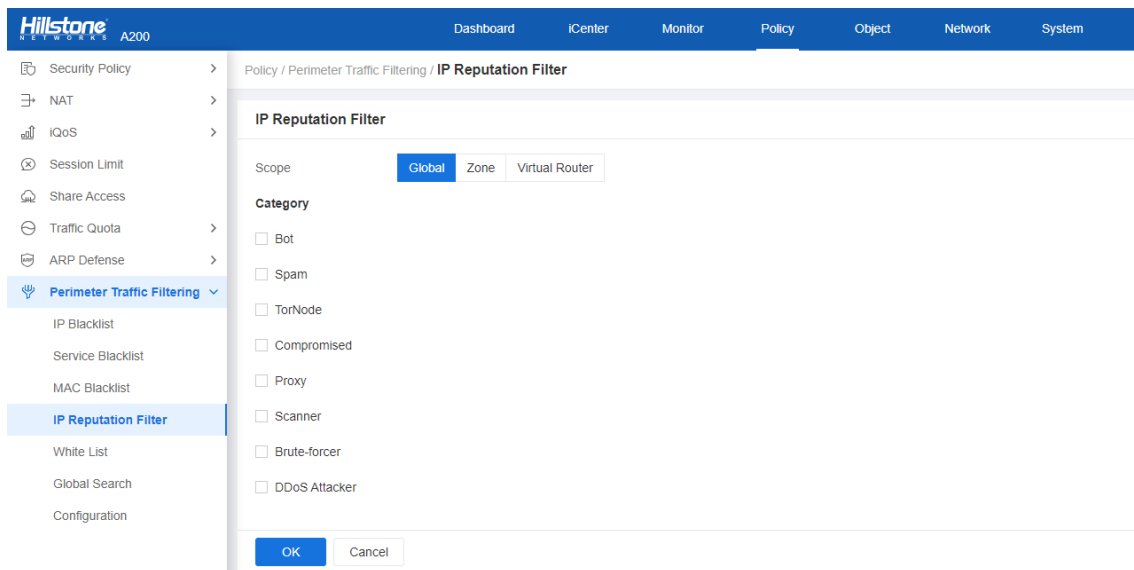 Hillstone
NETWORKS A200
Dashboard iCenter Monitor Policy Object Network System
Security Policy
NAT
iQoS
Session Limit
Share Access
Traffic Quota
ARP Defense
Perimeter Traffic Filtering
IP Blacklist
Service Blacklist
MAC Blacklist
IP Reputation Filter
White List
Global Search
Configuration
Policy / Perimeter Traffic Filtering / IP Reputation Filter
IP Reputation Filter
Scope Global Zone Virtual Router
Category
Bot
Spam
TorNode
Compromised
Proxy
Scanner
Brute-forcer
DDoS Attacker
OK Cancel